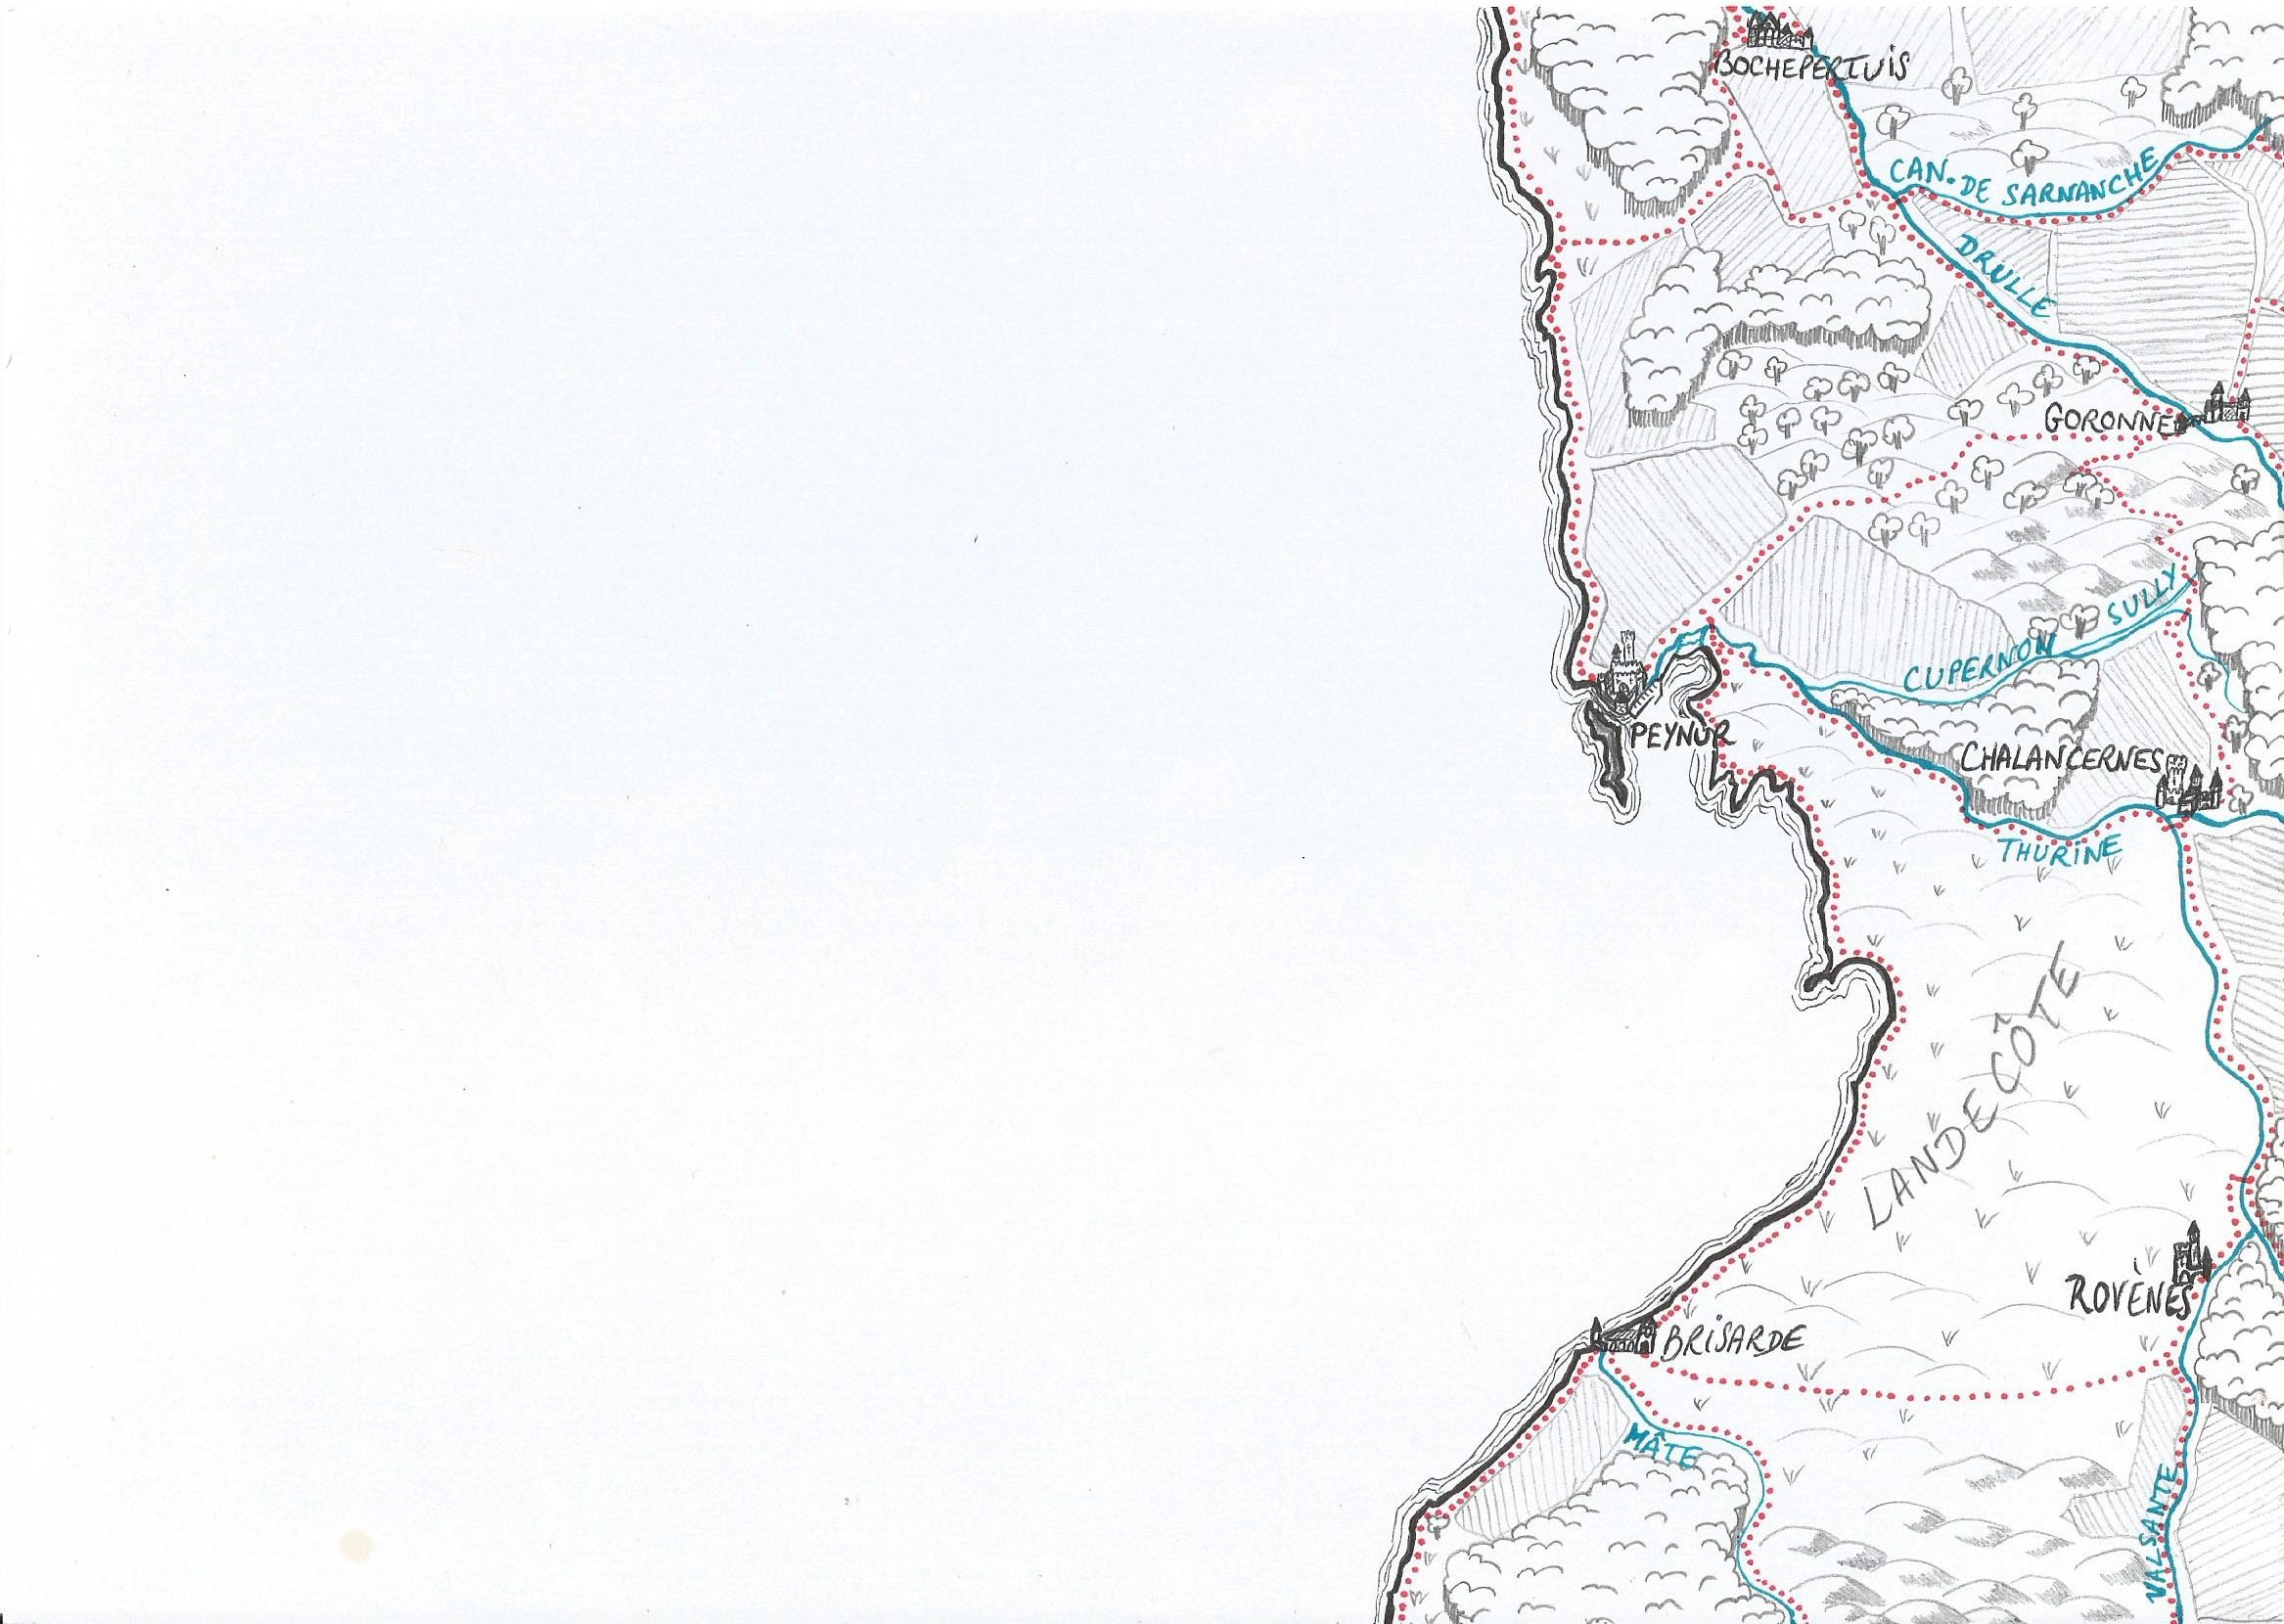 BOCHEPERTUIS
CAN. DE SARNANCHE
DRULLE
GORONNE
SULLY
CUPERNON
PEYNUR
CHALANCERNES
THURINE
LANDECÔTE
ROVÈNES
BRISARDE
MÂTE
VALSANTE